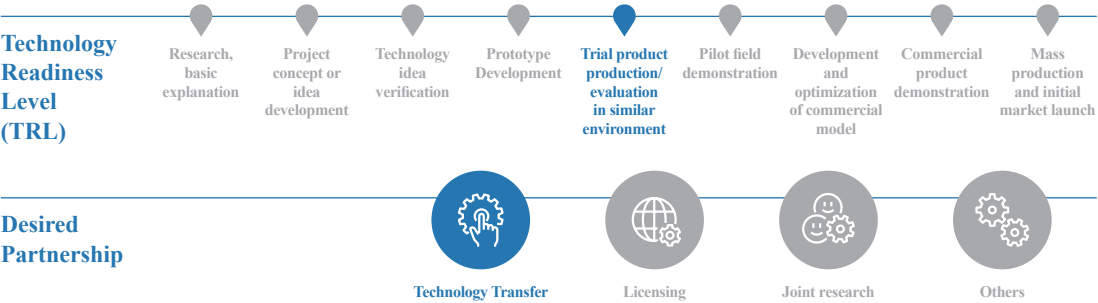 Technology
Readiness
Level
(TRL)
Research,
basic
explanation
Project
concept or
idea
development
Technology
idea
verification
Prototype
Development
Trial product
production/
evaluation
in similar
environment
Pilot field
demonstration
Development
and
optimization
of commercial
model
Commercial
product
demonstration
Mass
production
and initial
market launch
Desired
Partnership
Technology Transfer
Licensing
Joint research
Others